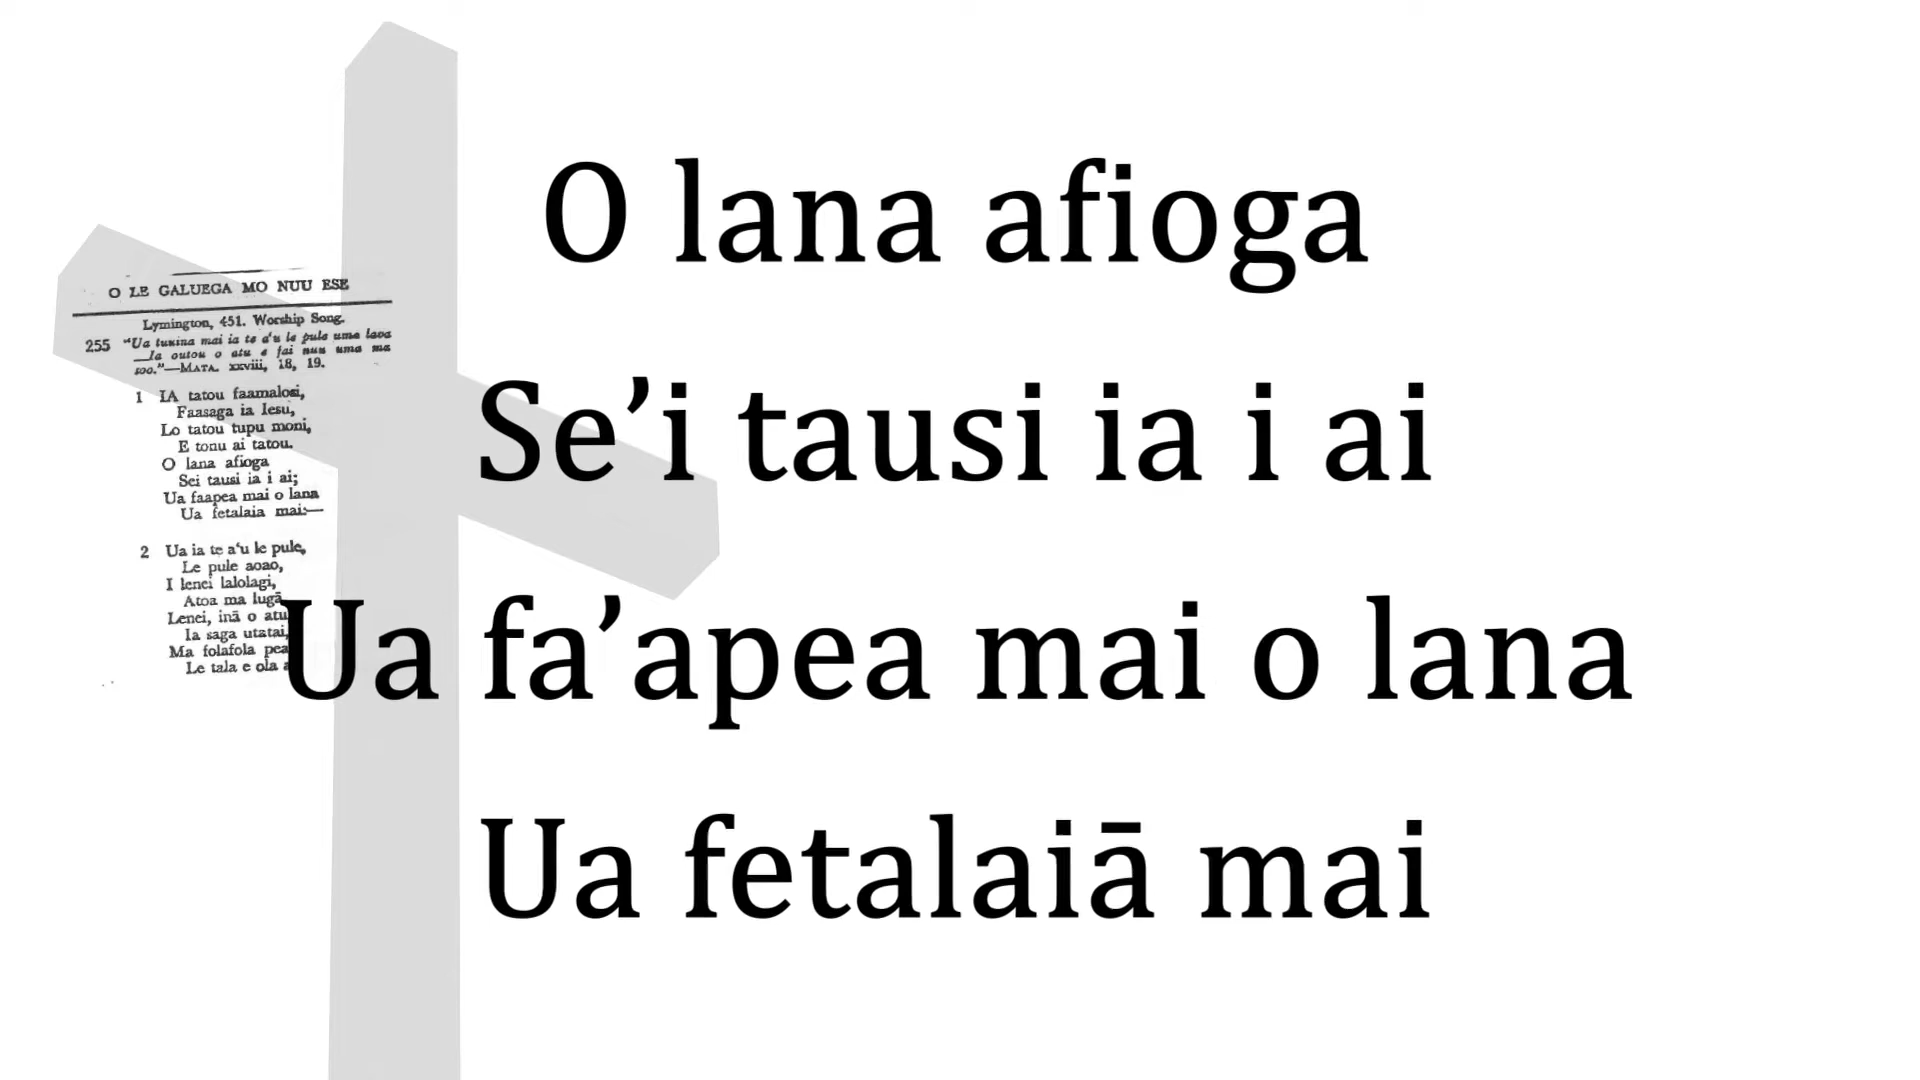 O LE GALUEGA MO NUU ESE
Lymington, 451. Worship Song.
255 "Ua tuuina mai ia te a'u le pule uma lava
—Ia outou o atu e fai nuu uma ma
soo."—MATA. xxviii, 18, 19.
1 IA tatou faamalosi,
Faasaga ia Iesu,
Lo tatou tupu moni,
E tonu ai tatou.
O lana afioga
Sei tausi ia i ai;
Ua faapea mai o lana
Ua fetalaia mai:—
2 Ua ia te a'u le pule,
Le pule aoao,
I lenei lalolagi,
Atoa ma lugā
Lenei, inā o atu
Ia saga utatai,
Ma folafola pea
Le tala e ola a
O lana afioga
Se’i tausi ia i ai
Ua fa’apea mai o lana
Ua fetalaiā mai